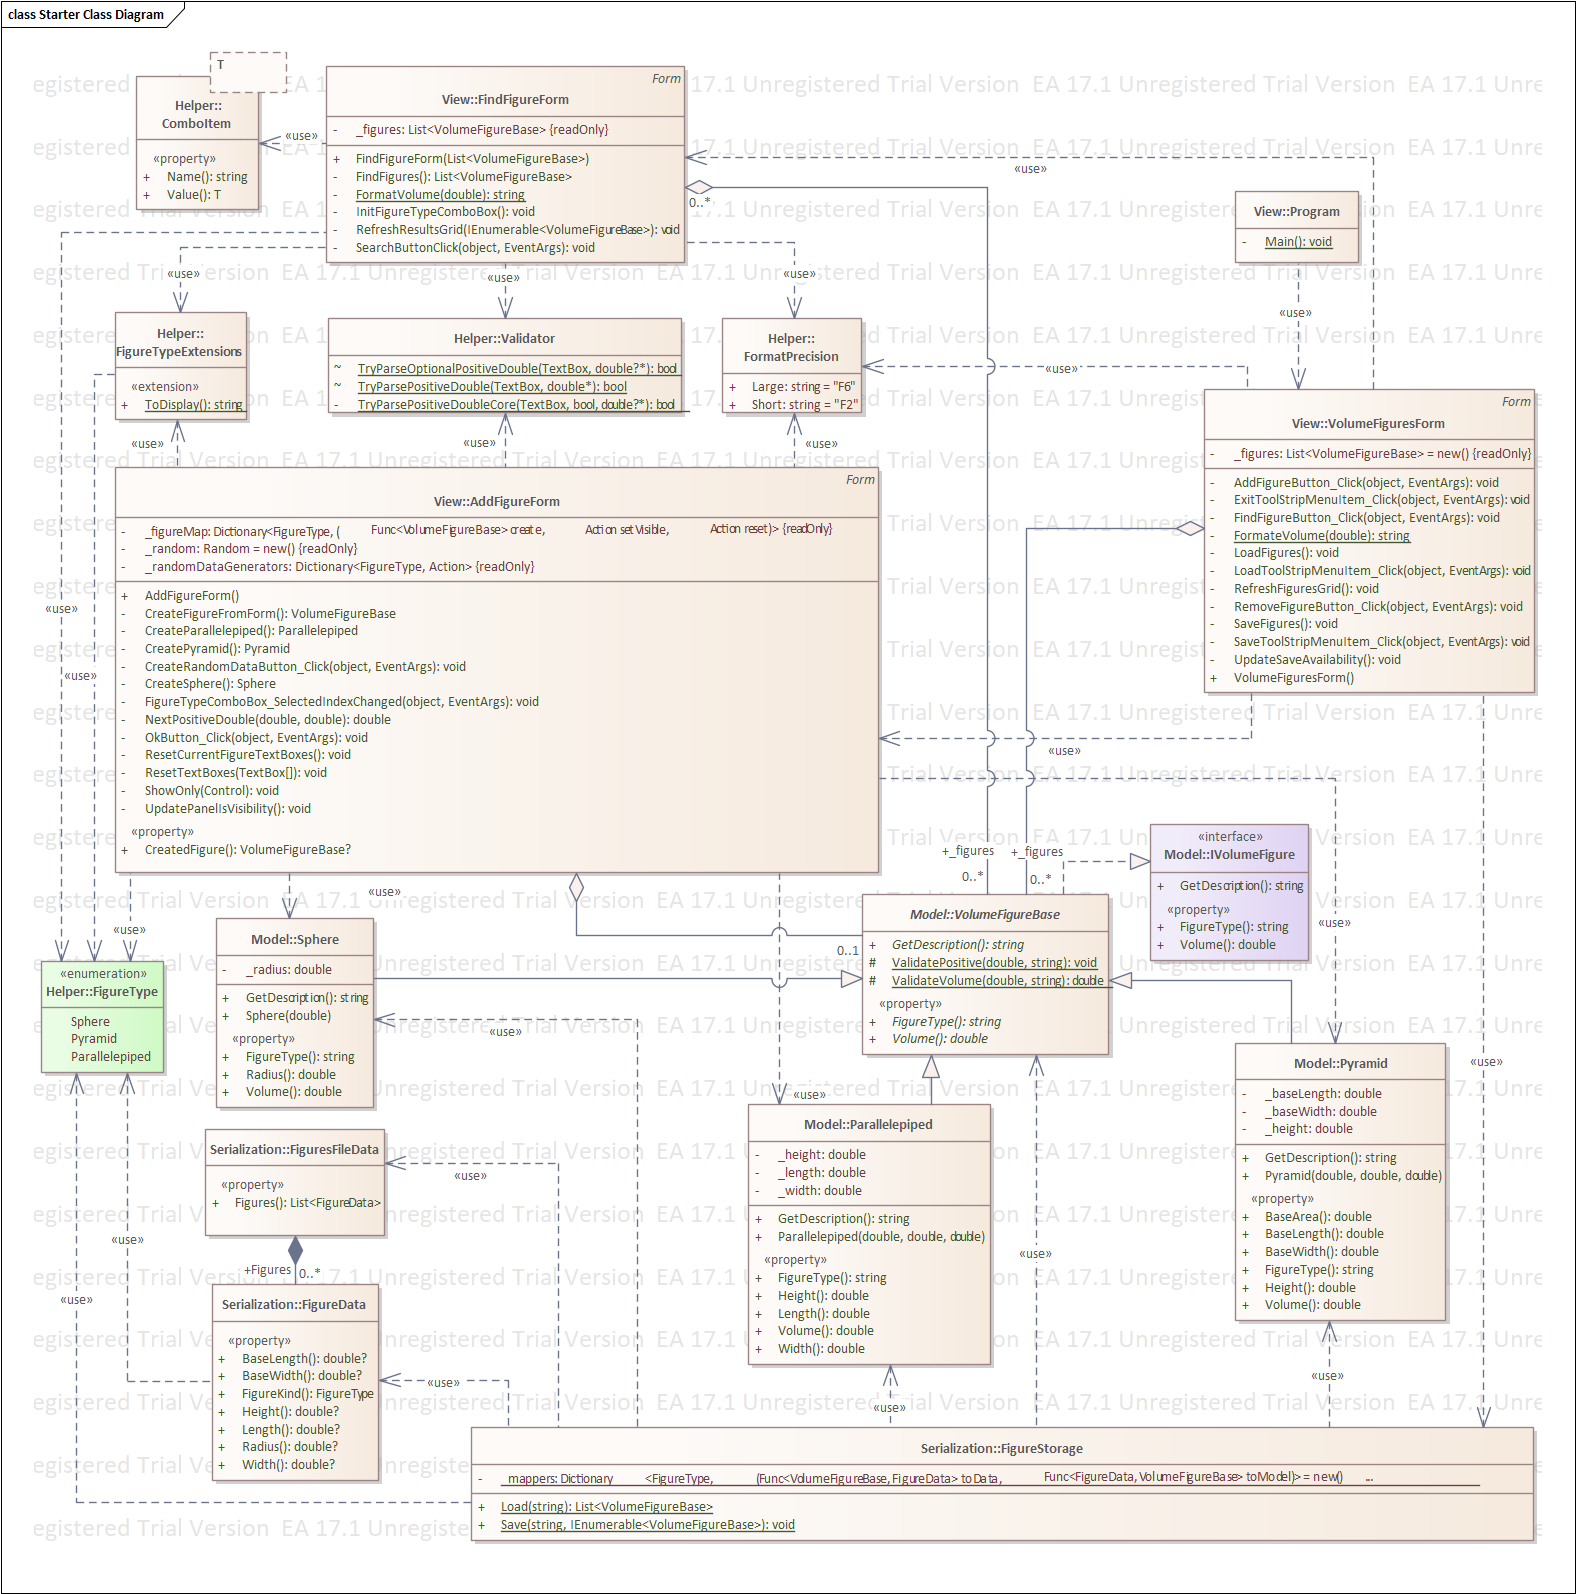 class Starter Class Diagram
EA 17.1 Unregistered Trial Version
T
Helper::
ComboItem
«property»
+ Name(): string
+ Value(): T
«use»
Form
View::FindFigureForm
- _figures: List<VolumeFigureBase> {readOnly}
+ FindFigureForm(List<VolumeFigureBase>)
- FindFigures(): List<VolumeFigureBase>
- FormatVolume(double): string
- InitFigureTypeComboBox(): void
- RefreshResultsGrid(IEnumerable<VolumeFigureBase>): void
- SearchButtonClick(object, EventArgs): void
«use»
0..*
View::Program
- Main(): void
«use»
«use»
«use»
«use»
Helper::
FigureTypeExtensions
«extension»
+ ToDisplay(): string
Helper::Validator
~ TryParseOptionalPositiveDouble(TextBox, double?*): bool
~ TryParsePositiveDouble(TextBox, double*): bool
- TryParsePositiveDoubleCore(TextBox, bool, double?*): bool
Helper::
FormatPrecision
+ Large: string = "F6"
+ Short: string = "F2"
«use»
«use»
«use»
«use»
Form
View::VolumeFiguresForm
- _figures: List<VolumeFigureBase> = new() {readOnly}
- AddFigureButton_Click(object, EventArgs): void
- ExitToolStripMenuItem_Click(object, EventArgs): void
- FindFigureButton_Click(object, EventArgs): void
- FormateVolume(double): string
- LoadFigures(): void
- LoadToolStripMenuItem_Click(object, EventArgs): void
- RefreshFiguresGrid(): void
- RemoveFigureButton_Click(object, EventArgs): void
- SaveFigures(): void
- SaveToolStripMenuItem_Click(object, EventArgs): void
- UpdateSaveAvailability(): void
+ VolumeFiguresForm()
Form
View::AddFigureForm
- _figureMap: Dictionary<FigureType, ( Func<VolumeFigureBase> create, Action setVisible, Action reset)> {readOnly}
- _random: Random = new() {readOnly}
- _randomDataGenerators: Dictionary<FigureType, Action> {readOnly}
+ AddFigureForm()
- CreateFigureFromForm(): VolumeFigureBase
- CreateParallelepiped(): Parallelepiped
- CreatePyramid(): Pyramid
- CreateRandomDataButton_Click(object, EventArgs): void
- CreateSphere(): Sphere
- FigureTypeComboBox_SelectedIndexChanged(object, EventArgs): void
- NextPositiveDouble(double, double): double
- OkButton_Click(object, EventArgs): void
- ResetCurrentFigureTextBoxes(): void
- ResetTextBoxes(TextBox[]): void
- ShowOnly(Control): void
- UpdatePanelIsVisibility(): void
«property»
+ CreatedFigure(): VolumeFigureBase?
«use»
«use»
«use»
+_figures
0..*
+_figures
0..*
«interface»
Model::IVolumeFigure
+ GetDescription(): string
«property»
+ FigureType(): string
+ Volume(): double
«use»
«use»
«use»
0..1
Model::VolumeFigureBase
+ GetDescription(): string
# ValidatePositive(double, string): void
# ValidateVolume(double, string): double
«property»
+ FigureType(): string
+ Volume(): double
«enumeration»
Helper::FigureType
Sphere
Pyramid
Parallelepiped
Model::Sphere
- _radius: double
+ GetDescription(): string
+ Sphere(double)
«property»
+ FigureType(): string
+ Radius(): double
+ Volume(): double
«use»
«use»
«use»
Model::Pyramid
- _baseLength: double
- _baseWidth: double
- _height: double
+ GetDescription(): string
+ Pyramid(double, double, double)
«property»
+ BaseArea(): double
+ BaseLength(): double
+ BaseWidth(): double
+ FigureType(): string
+ Height(): double
+ Volume(): double
Model::Parallelepiped
- _height: double
- _length: double
- _width: double
+ GetDescription(): string
+ Parallelepiped(double, double, double)
«property»
+ FigureType(): string
+ Height(): double
+ Length(): double
+ Volume(): double
+ Width(): double
Serialization::FiguresFileData
«property»
+ Figures(): List<FigureData>
«use»
«use»
«use»
+Figures
0..*
«use»
Serialization::FigureData
«property»
+ BaseLength(): double?
+ BaseWidth(): double?
+ FigureKind(): FigureType
+ Height(): double?
+ Length(): double?
+ Radius(): double?
+ Width(): double?
«use»
«use»
«use»
Serialization::FigureStorage
- _mappers: Dictionary <FigureType, (Func<VolumeFigureBase, FigureData> toData, Func<FigureData, VolumeFigureBase> toModel)> = new() ...
+ Load(string): List<VolumeFigureBase>
+ Save(string, IEnumerable<VolumeFigureBase>): void